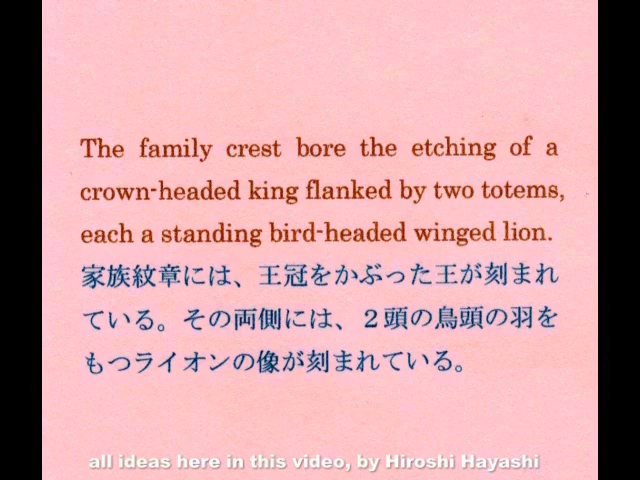 The family crest bore the etching of a
crown-headed king flanked by two totems,
each a standing bird-headed winged lion.
家族紋章には、王冠をかぶった王が刻まれ
ている。その両側には、２頭の鳥頭の羽を
もつライオンの像が刻まれている。
all ideas here in this video, by Hiroshi Hayashi